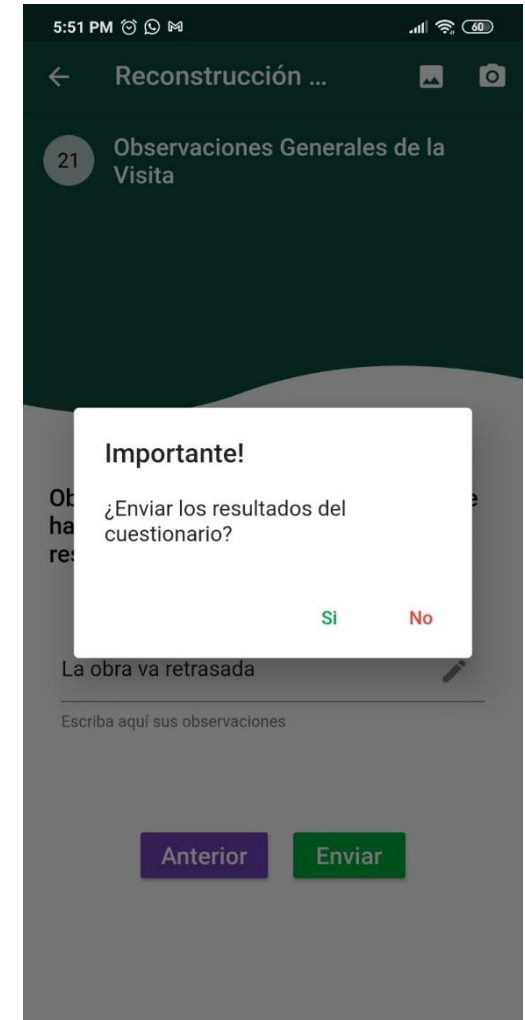 5:51 PM 60
Reconstrucción ...
21 Observaciones Generales de la
Visita
Importante!
¿Enviar los resultados del
cuestionario?
Si No
La obra va retrasada
Escriba aquí sus observaciones
Anterior Enviar